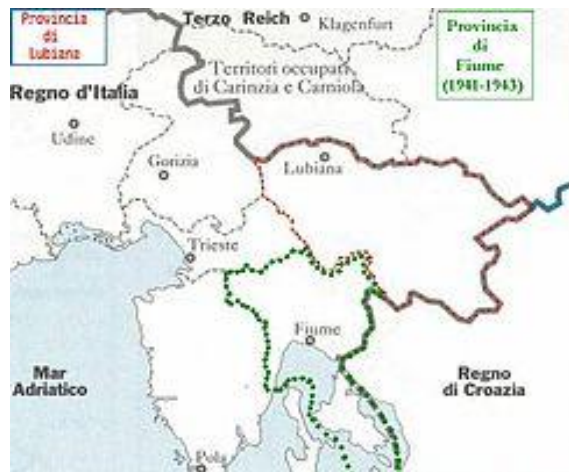 Provincia
di
Lubiana
Terzo Reich
Klagenfurt
Provincia
di
Fiume
(1941-1943)
Territori occupati
di Carinzia e Carniola
Regno d'Italia
Udine
Gorizia
Lubiana
Trieste
Fiume
Mar
Adriatico
Regno
di Croazia
Pola